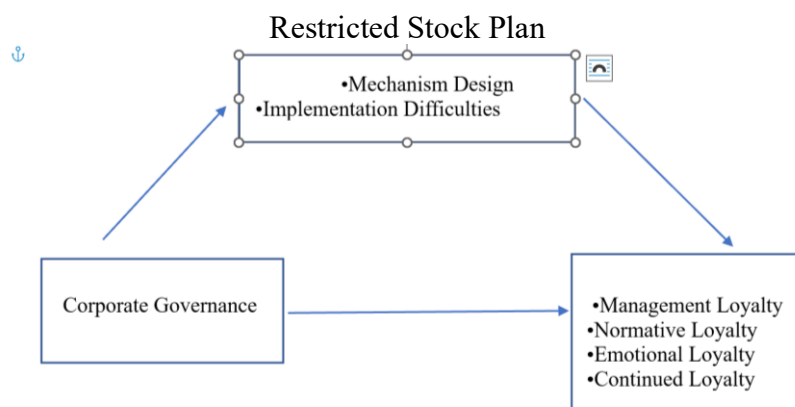 Restricted Stock Plan
•Mechanism Design
•Implementation Difficulties
Corporate Governance
•Management Loyalty
•Normative Loyalty
•Emotional Loyalty
•Continued Loyalty